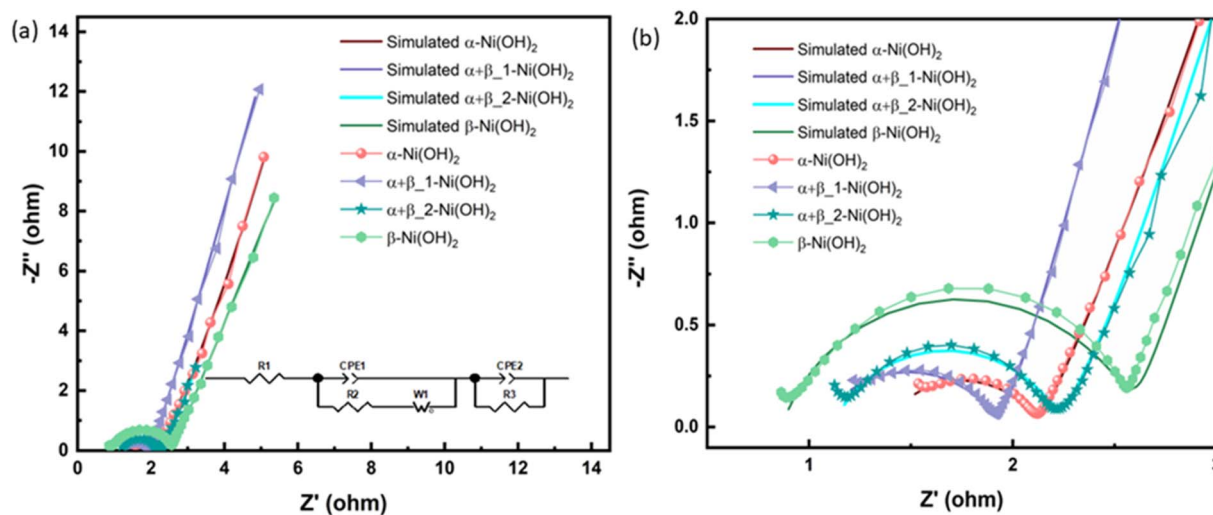 (a)
14
12
10
8
6
4
2
0
-Z'' (ohm)
Simulated α-Ni(OH)₂
Simulated α+β_1-Ni(OH)₂
Simulated α+β_2-Ni(OH)₂
Simulated β-Ni(OH)₂
α-Ni(OH)₂
α+β_1-Ni(OH)₂
α+β_2-Ni(OH)₂
β-Ni(OH)₂
R1
CPE1
R2
W1
CPE2
R3
0 2 4 6 8 10 12 14
Z' (ohm)
(b)
2.0
1.5
1.0
0.5
0.0
-Z'' (ohm)
Simulated α-Ni(OH)₂
Simulated α+β_1-Ni(OH)₂
Simulated α+β_2-Ni(OH)₂
Simulated β-Ni(OH)₂
α-Ni(OH)₂
α+β_1-Ni(OH)₂
α+β_2-Ni(OH)₂
β-Ni(OH)₂
1 2 3
Z' (ohm)